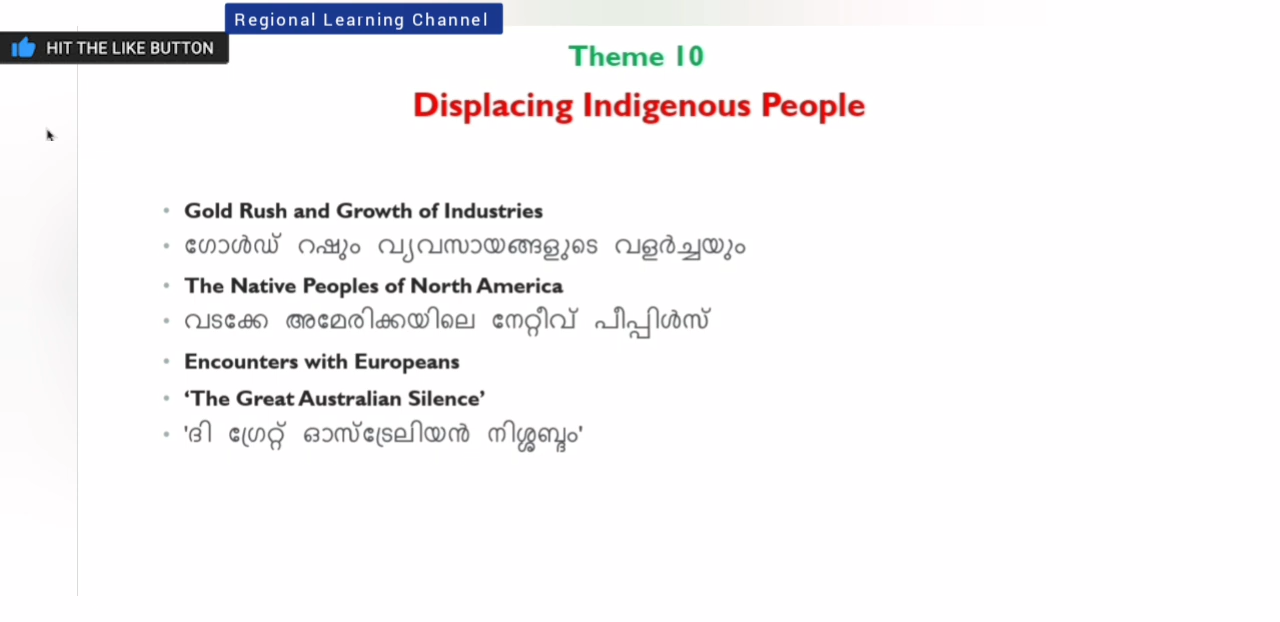 Regional Learning Channel
HIT THE LIKE BUTTON
Theme 10
Displacing Indigenous People
• Gold Rush and Growth of Industries
• ഗോൾഡ് റഷും വ്യവസായങ്ങളുടെ വളർച്ചയും
• The Native Peoples of North America
• വടക്കേ അമേരിക്കയിലെ നേറ്റീവ് പീപ്പിൾസ്
• Encounters with Europeans
• ‘The Great Australian Silence’
• 'ദി ഗ്രേറ്റ് ഓസ്ട്രേലിയൻ നിശ്ശബ്ദം'